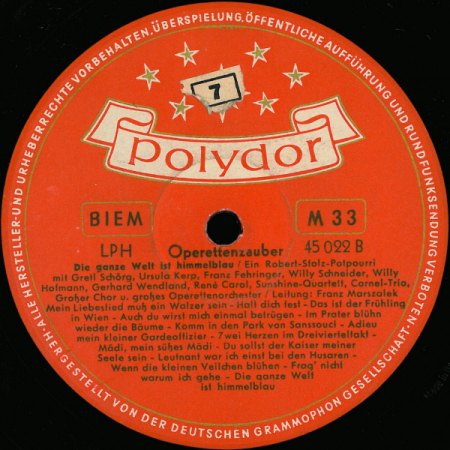 ALLE HERSTELLER- UND URHEBERRECHTE VORBEHALTEN, ÜBERSPIELUNG, ÖFFENTLICHE AUFFÜHRUNG UND RUNDFUNKSENDUNG VERBOTEN.
7
Polydor
BIEM
M 33
LPH
Operettenzauber
45 022 B
Die ganze Welt ist himmelblau / Ein Robert-Stolz-Potpourri
mit Gretl Schörg, Ursula Kerp, Franz Fehringer, Willy Schneider, Willy
Hofmann, Gerhard Wendland, René Carol, Sunshine-Quartett, Cornel-Trio,
Großer Chor u. großes Operettenorchester / Leitung: Franz Marszalek
Mein Liebeslied muß ein Walzer sein - Hallo dich fest - Das ist der Frühling
in Wien - Auch du wirst mich einmal betrügen - Im Prater blühn
wieder die Bäume - Komm in den Park von Sanssouci - Adieu
mein kleiner Gardeoffizier - Zwei Herzen im Dreivierteltakt -
Mädi, mein süßes Mädi - Du sollst der Kaiser meiner
Seele sein - Leutnant war ich einst bei den Husaren -
Wenn die kleinen Veilchen blühen - Frag' nicht
warum ich gehe - Die ganze Welt
ist himmelblau
HERGESTELLT VON DER DEUTSCHEN GRAMMOPHON GESELLSCHAFT